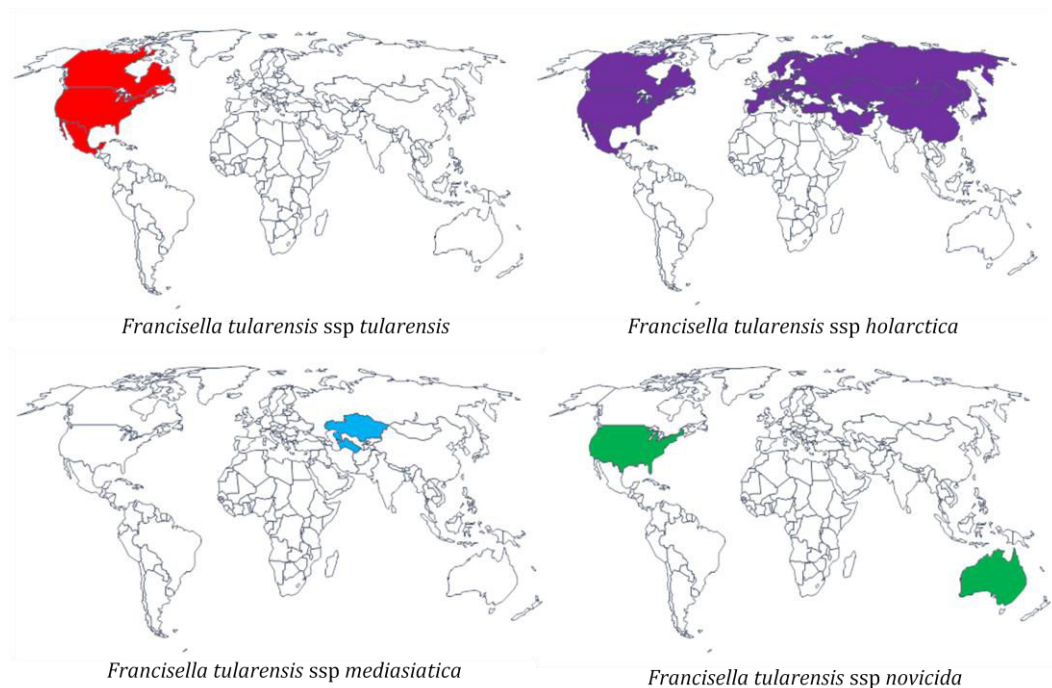 Francisella tularensis ssp tularensis
Francisella tularensis ssp holarctica
Francisella tularensis ssp mediasiatica
Francisella tularensis ssp novicida